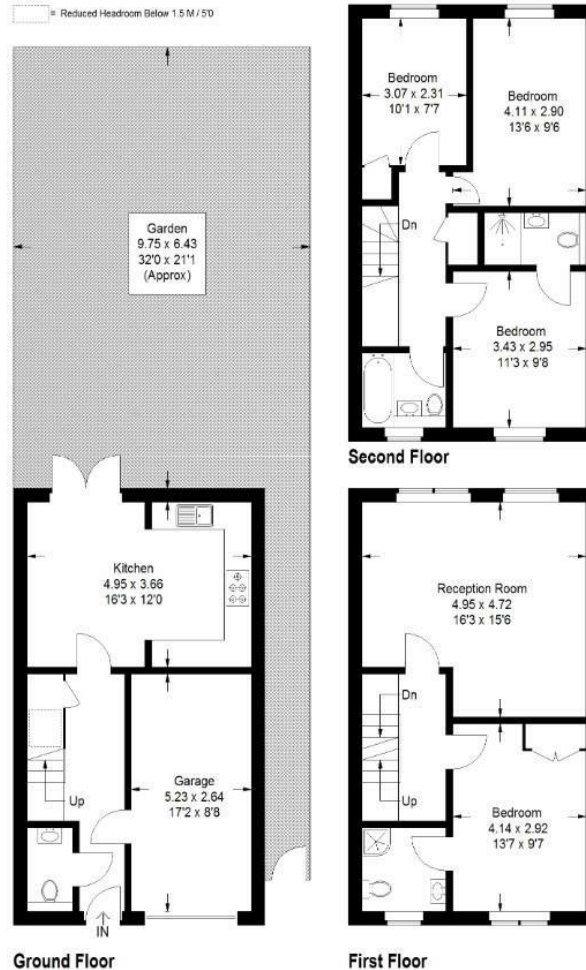 = Reduced Headroom Below 1.5 M / 5'0
Garden
9.75 x 6.43
32'0 x 21'1
(Approx)
Kitchen
4.95 x 3.66
16'3 x 12'0
Up
Garage
5.23 x 2.64
17'2 x 8'8
IN
Ground Floor
Bedroom
3.07 x 2.31
10'1 x 7'7
Bedroom
4.11 x 2.90
13'6 x 9'6
Dn
Bedroom
3.43 x 2.95
11'3 x 9'8
Second Floor
Reception Room
4.95 x 4.72
16'3 x 15'6
Dn
Up
Bedroom
4.14 x 2.92
13'7 x 9'7
First Floor